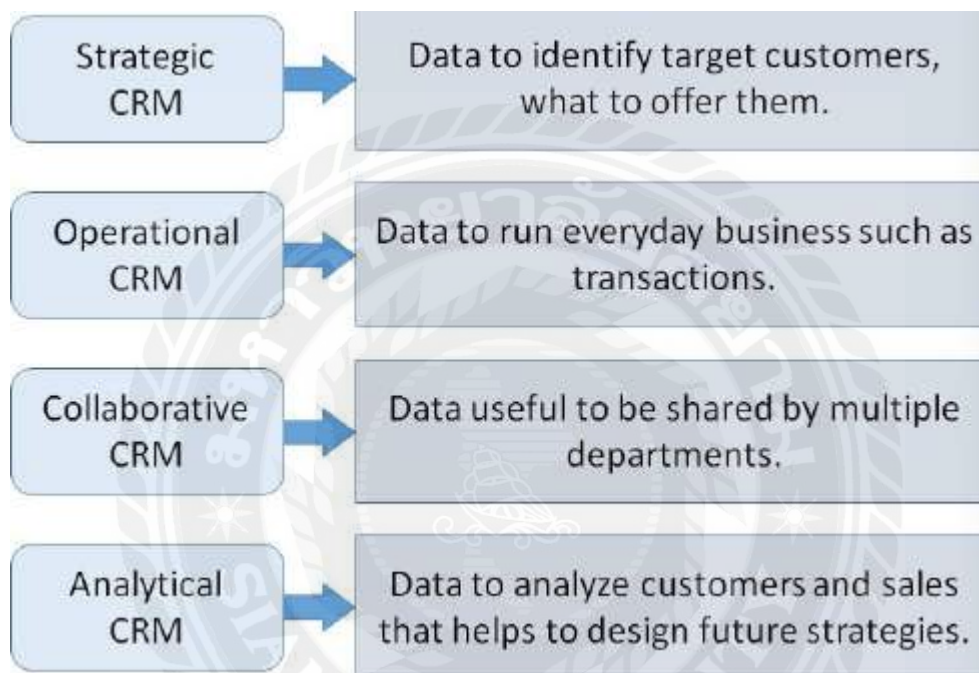 Strategic
CRM
Data to identify target customers,
what to offer them.
Operational
CRM
Data to run everyday business such as
transactions.
Collaborative
CRM
Data useful to be shared by multiple
departments.
Analytical
CRM
Data to analyze customers and sales
that helps to design future strategies.